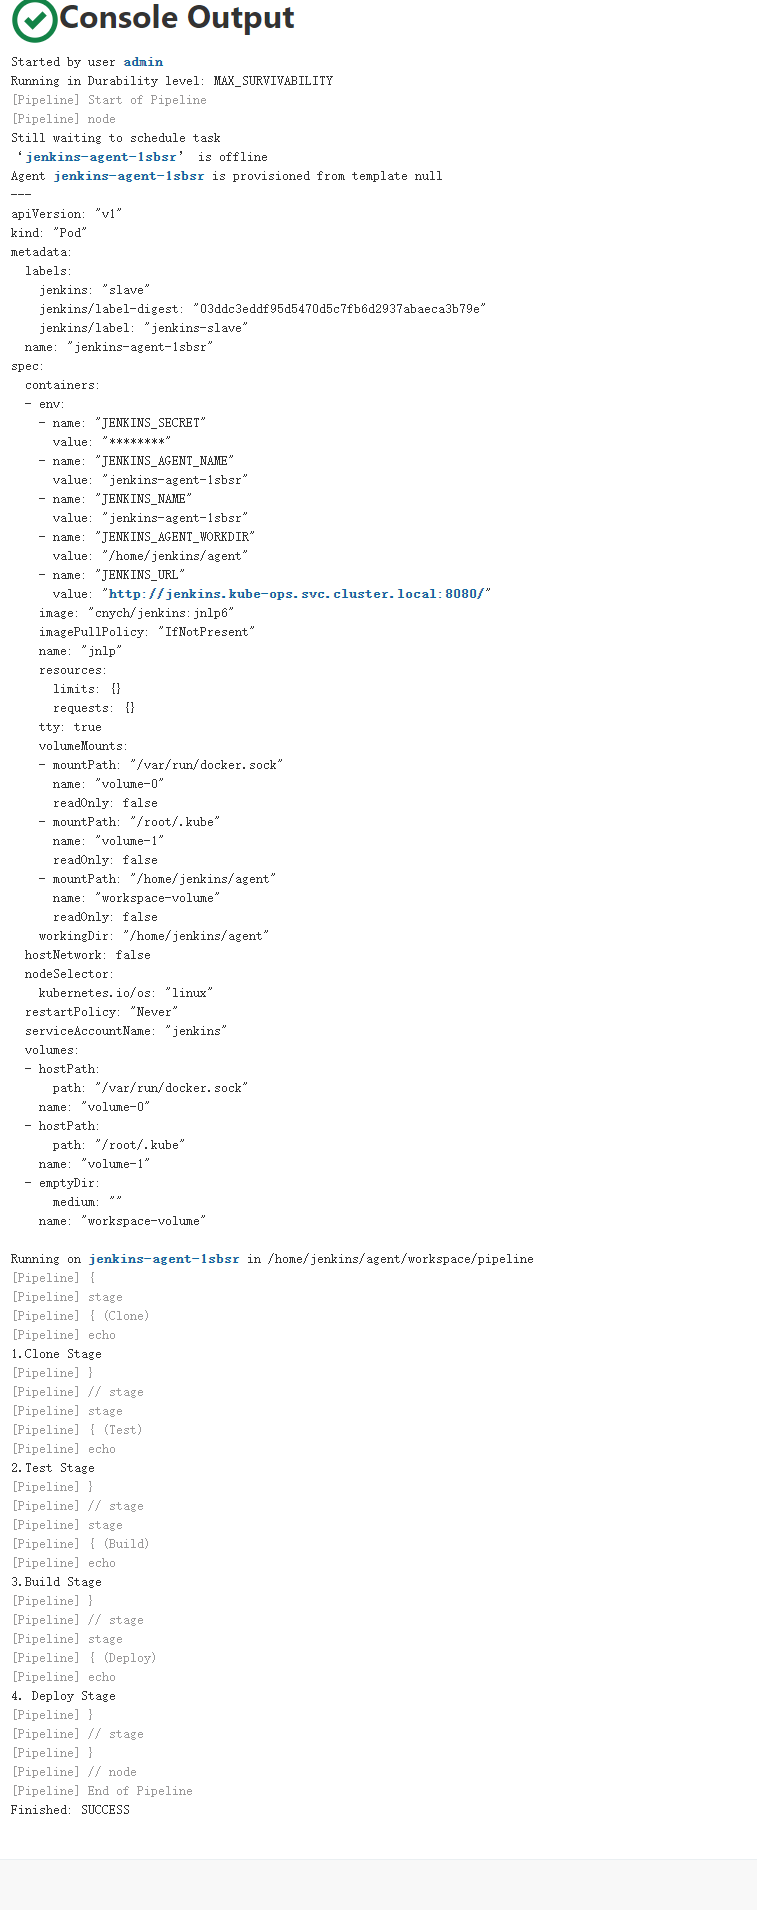 Console Output
Started by user admin
Running in Durability level: MAX_SURVIVABILITY
[Pipeline] Start of Pipeline
[Pipeline] node
Still waiting to schedule task
‘jenkins-agent-1sbsr’ is offline
Agent jenkins-agent-1sbsr is provisioned from template null
---
apiVersion: "v1"
kind: "Pod"
metadata:
  labels:
    jenkins: "slave"
    jenkins/label-digest: "03ddc3eddf95d5470d5c7fb6d2937abaeca3b79e"
    jenkins/label: "jenkins-slave"
  name: "jenkins-agent-1sbsr"
spec:
  containers:
  - env:
    - name: "JENKINS_SECRET"
      value: "********"
    - name: "JENKINS_AGENT_NAME"
      value: "jenkins-agent-1sbsr"
    - name: "JENKINS_NAME"
      value: "jenkins-agent-1sbsr"
    - name: "JENKINS_AGENT_WORKDIR"
      value: "/home/jenkins/agent"
    - name: "JENKINS_URL"
      value: "http://jenkins.kube-ops.svc.cluster.local:8080/"
    image: "cnych/jenkins:jnlp6"
    imagePullPolicy: "IfNotPresent"
    name: "jnlp"
    resources:
      limits: {}
      requests: {}
    tty: true
    volumeMounts:
    - mountPath: "/var/run/docker.sock"
      name: "volume-0"
      readOnly: false
    - mountPath: "/root/.kube"
      name: "volume-1"
      readOnly: false
    - mountPath: "/home/jenkins/agent"
      name: "workspace-volume"
      readOnly: false
    workingDir: "/home/jenkins/agent"
  hostNetwork: false
  nodeSelector:
    kubernetes.io/os: "linux"
  restartPolicy: "Never"
  serviceAccountName: "jenkins"
  volumes:
  - hostPath:
      path: "/var/run/docker.sock"
    name: "volume-0"
  - hostPath:
      path: "/root/.kube"
    name: "volume-1"
  - emptyDir:
      medium: ""
    name: "workspace-volume"
Running on jenkins-agent-1sbsr in /home/jenkins/agent/workspace/pipeline
[Pipeline] {
[Pipeline] stage
[Pipeline] { (Clone)
[Pipeline] echo
1.Clone Stage
[Pipeline] }
[Pipeline] // stage
[Pipeline] stage
[Pipeline] { (Test)
[Pipeline] echo
2.Test Stage
[Pipeline] }
[Pipeline] // stage
[Pipeline] stage
[Pipeline] { (Build)
[Pipeline] echo
3.Build Stage
[Pipeline] }
[Pipeline] // stage
[Pipeline] stage
[Pipeline] { (Deploy)
[Pipeline] echo
4. Deploy Stage
[Pipeline] }
[Pipeline] // stage
[Pipeline] }
[Pipeline] // node
[Pipeline] End of Pipeline
Finished: SUCCESS